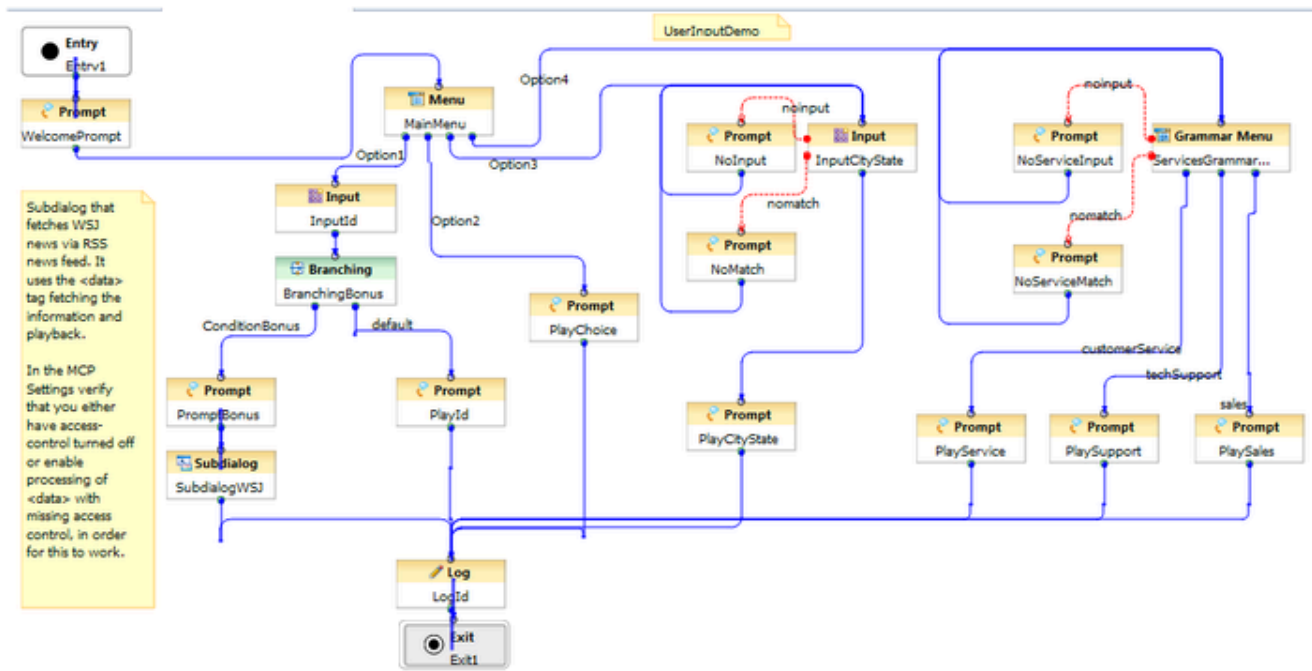 UserInputDemo
Entry
Entry1
Prompt
WelcomePrompt
Menu
MainMenu
Option1
Option2
Option3
Option4
Input
InputId
Branching
BranchingBonus
ConditionBonus
default
Prompt
PromptBonus
Subdialog
SubdialogWSJ
Prompt
PlayId
Prompt
PlayChoice
noinput
Prompt
NoInput
Input
InputCityState
nomatch
Prompt
NoMatch
Prompt
PlayCityState
noinput
Prompt
NoServiceInput
Grammar Menu
ServicesGrammar...
nomatch
Prompt
NoServiceMatch
customerService
techSupport
sales
Prompt
PlayService
Prompt
PlaySupport
Prompt
PlaySales
Log
LogId
Exit
Exit1
Subdialog that
fetches WSJ
news via RSS
news feed. It
uses the <data>
tag fetching the
information and
playback.
In the MCP
Settings verify
that you either
have access-
control turned off
or enable
processing of
<data> with
missing access
control, in order
for this to work.